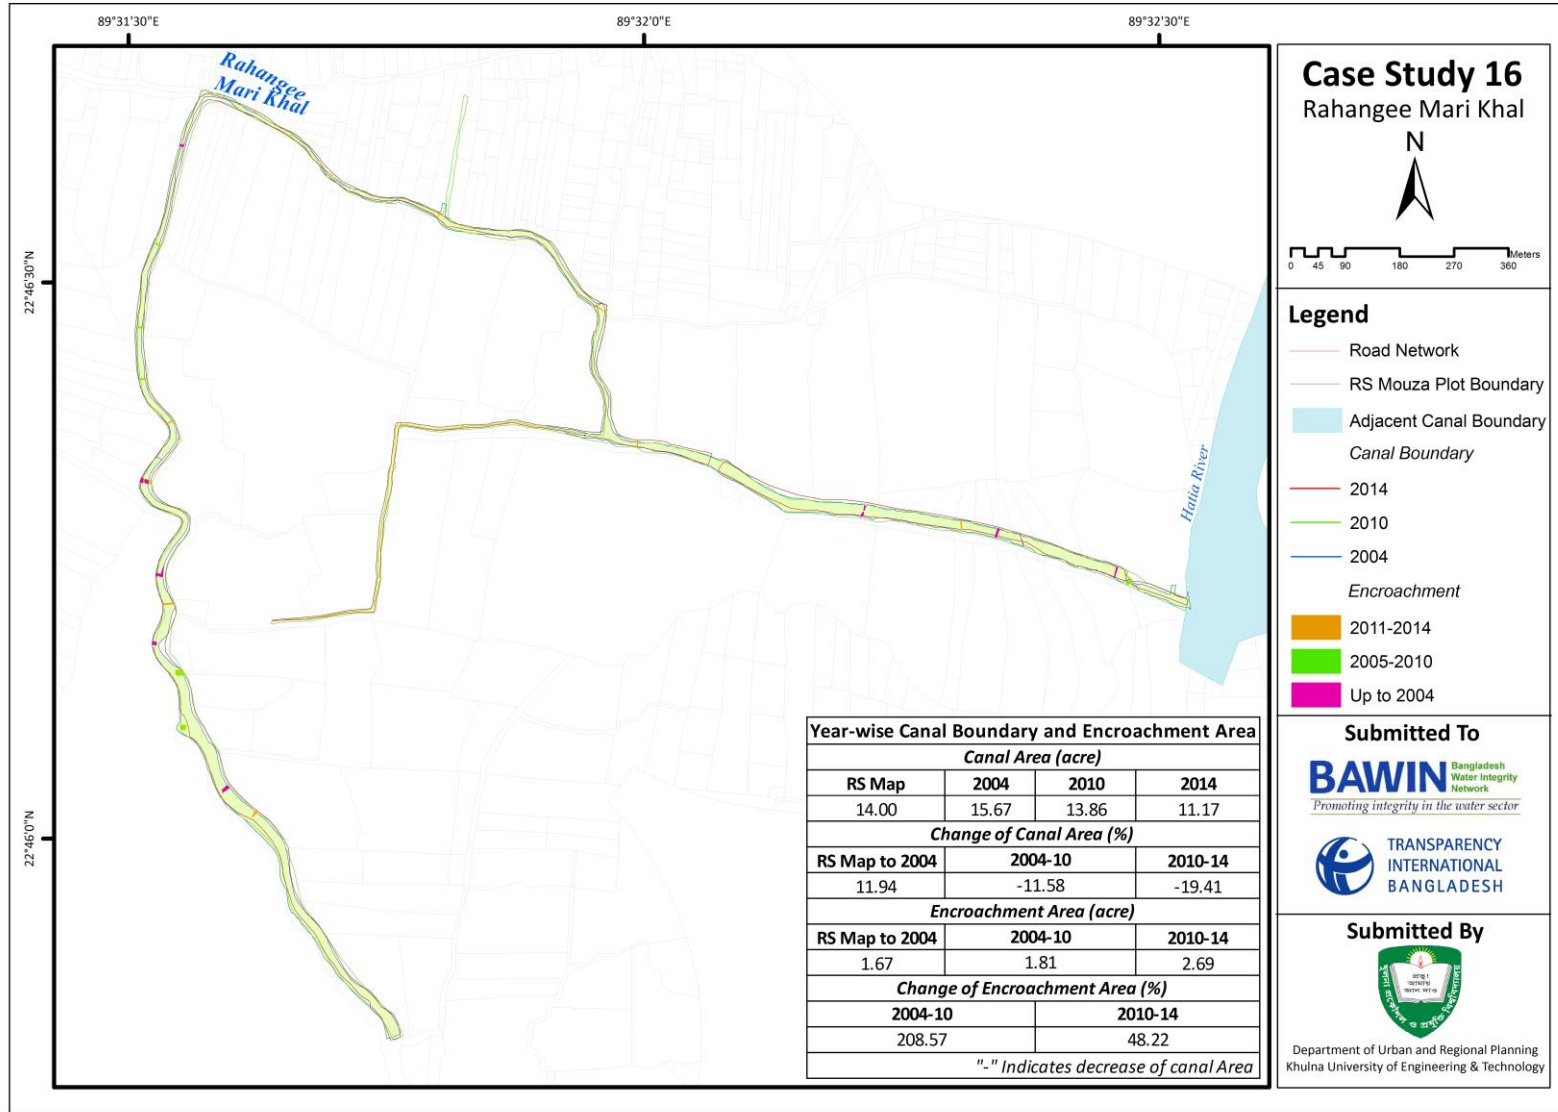 89°31'30"E
89°32'0"E
89°32'30"E
22°46'30"N
22°46'0"N
Rahangee
Mari Khal
Hatia River
Case Study 16
Rahangee Mari Khal
N
Meters
0 45 90 180 270 360
Legend
Road Network
RS Mouza Plot Boundary
Adjacent Canal Boundary
Canal Boundary
2014
2010
2004
Encroachment
2011-2014
2005-2010
Up to 2004
Year-wise Canal Boundary and Encroachment Area
Canal Area (acre)
RS Map 2004 2010 2014
14.00 15.67 13.86 11.17
Change of Canal Area (%)
RS Map to 2004 2004-10 2010-14
11.94 -11.58 -19.41
Encroachment Area (acre)
RS Map to 2004 2004-10 2010-14
1.67 1.81 2.69
Change of Encroachment Area (%)
2004-10 2010-14
208.57 48.22
"-" Indicates decrease of canal Area
Submitted To
BAWIN
Bangladesh
Water Integrity
Network
Promoting integrity in the water sector
TRANSPARENCY
INTERNATIONAL
BANGLADESH
Submitted By
প্রভু!
আমায়
জ্ঞান দাও
খুলনা প্রকৌশল ও প্রযুক্তি বিশ্ববিদ্যালয়
Department of Urban and Regional Planning
Khulna University of Engineering & Technology